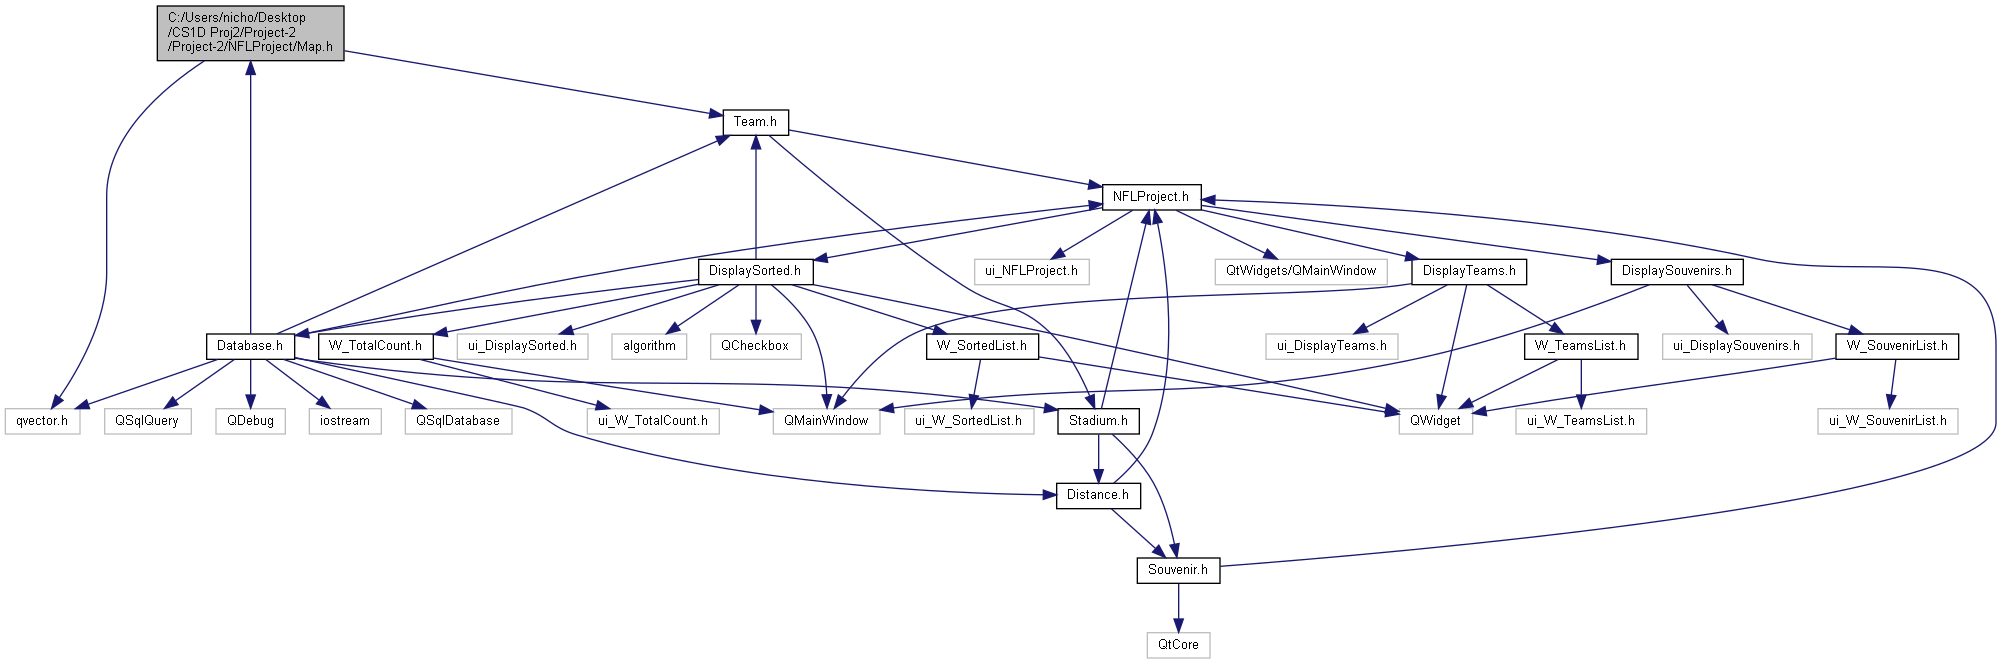 C:/Users/nicho/Desktop
/CS1D Proj2/Project-2
/Project-2/NFLProject/Map.h
Team.h
NFLProject.h
DisplaySorted.h
ui_NFLProject.h
QtWidgets/QMainWindow
DisplayTeams.h
DisplaySouvenirs.h
Database.h
W_TotalCount.h
ui_DisplaySorted.h
algorithm
QCheckbox
W_SortedList.h
ui_DisplayTeams.h
W_TeamsList.h
ui_DisplaySouvenirs.h
W_SouvenirList.h
qvector.h
QSqlQuery
QDebug
iostream
QSqlDatabase
ui_W_TotalCount.h
QMainWindow
ui_W_SortedList.h
Stadium.h
QWidget
ui_W_TeamsList.h
ui_W_SouvenirList.h
Distance.h
Souvenir.h
QtCore